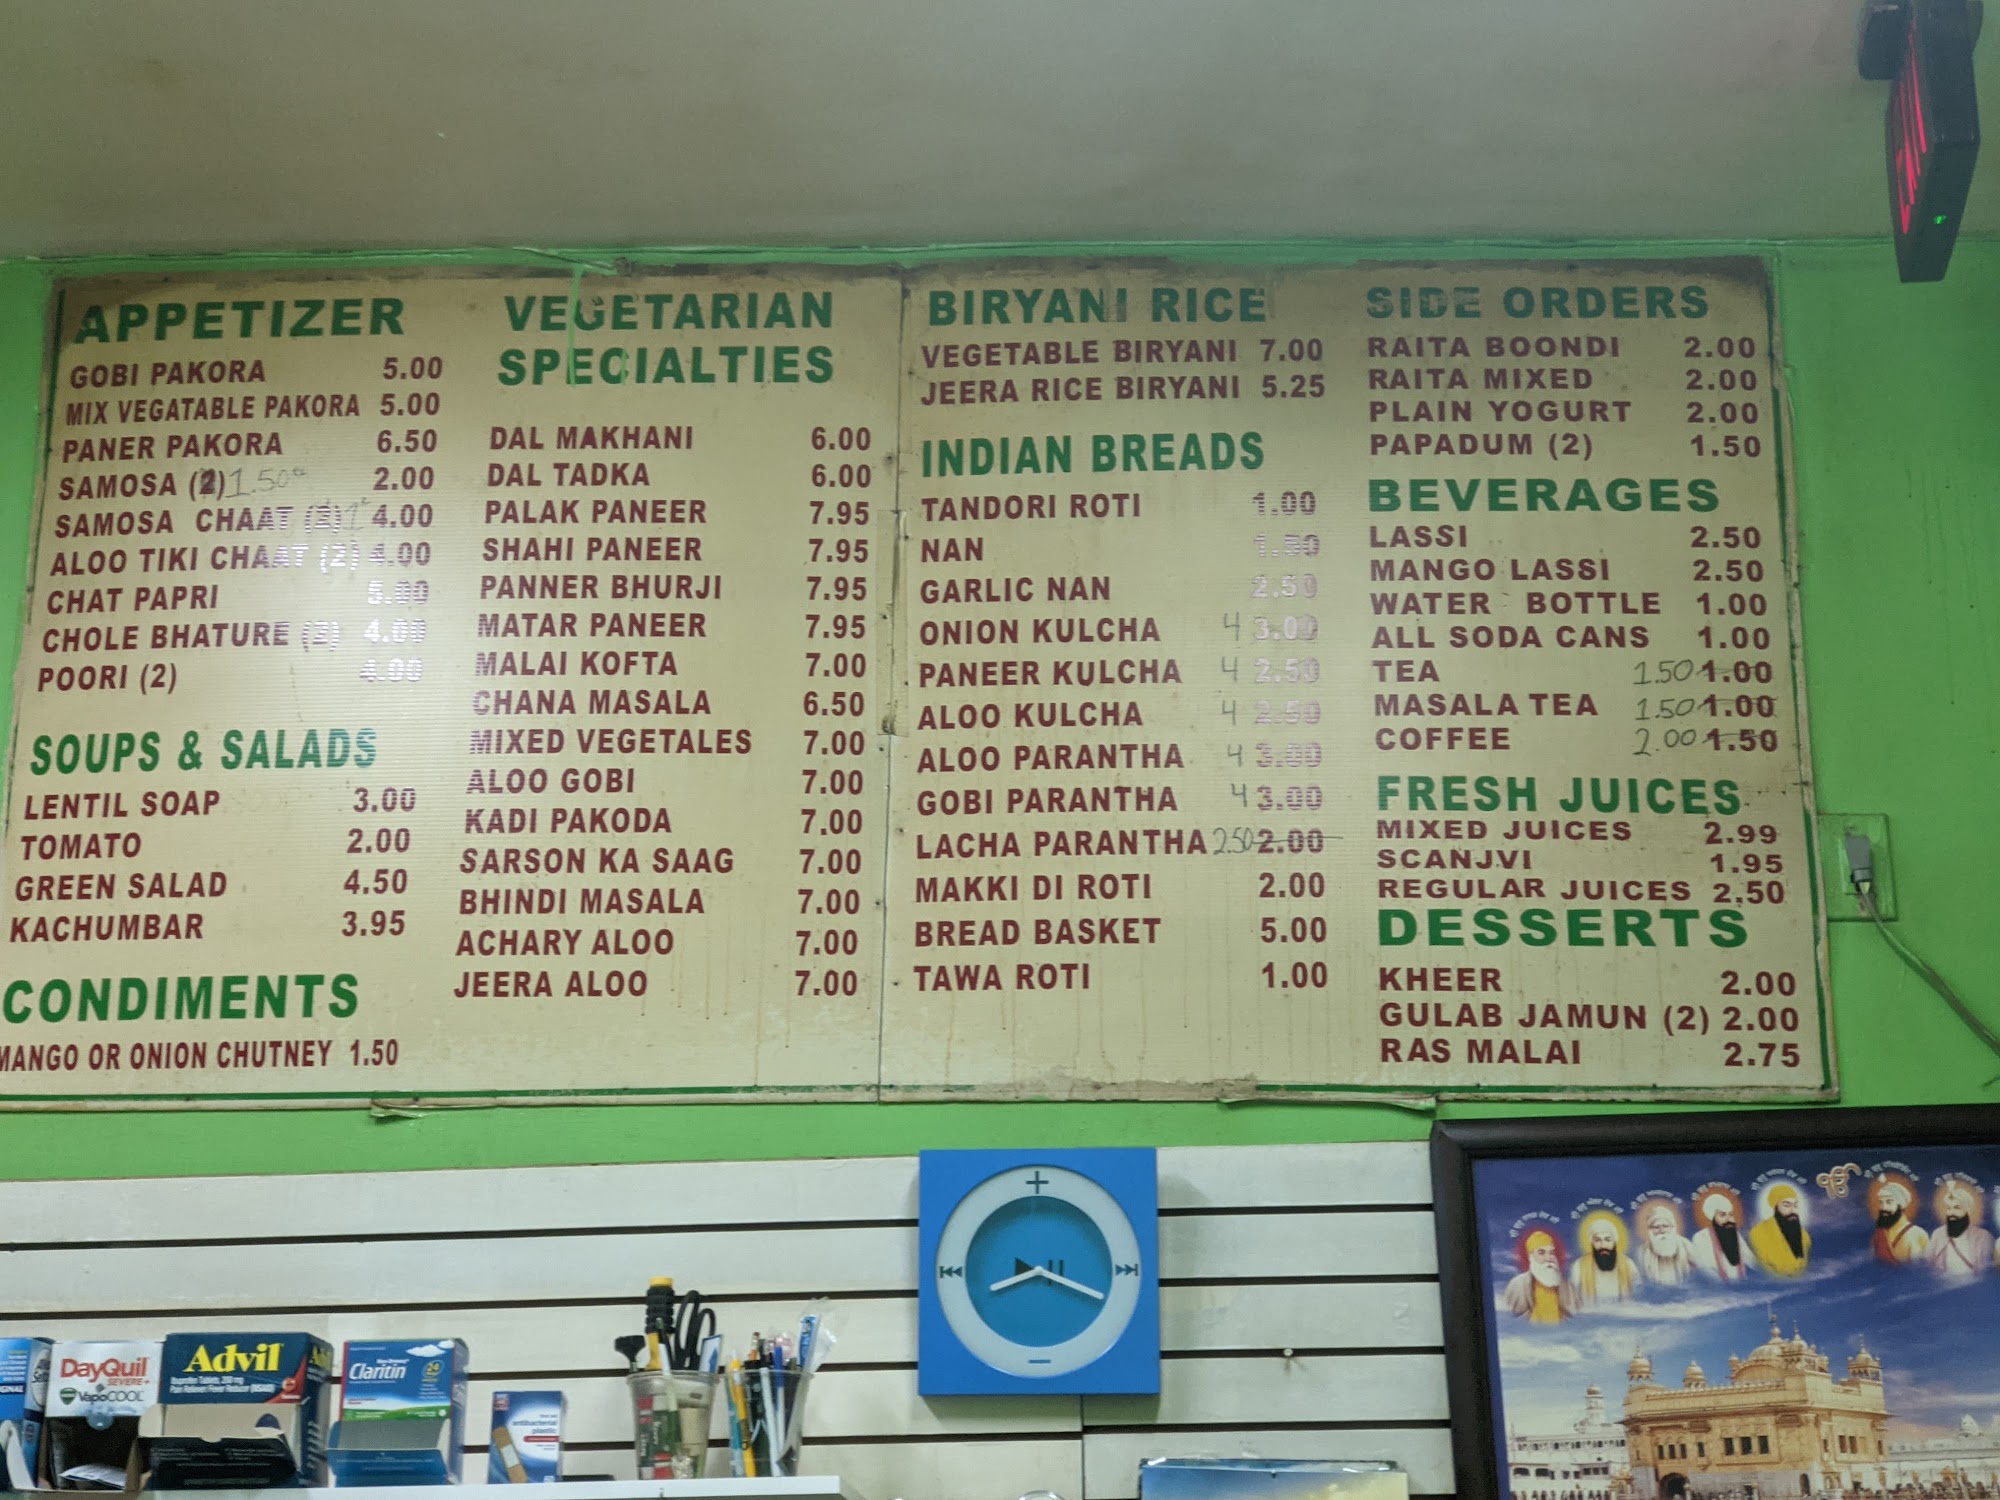 APPETIZER
GOBI PAKORA 5.00
MIX VEGATABLE PAKORA 5.00
PANER PAKORA 6.50
SAMOSA (2) 1.50 2.00
SAMOSA CHAAT (2) 4.00
ALOO TIKI CHAAT (2) 4.00
CHAT PAPRI 5.00
CHOLE BHATURE (2) 4.00
POORI (2) 4.00
SOUPS & SALADS
LENTIL SOAP 3.00
TOMATO 2.00
GREEN SALAD 4.50
KACHUMBAR 3.95
CONDIMENTS
MANGO OR ONION CHUTNEY 1.50
VEGETARIAN
SPECIALTIES
DAL MAKHANI 6.00
DAL TADKA 6.00
PALAK PANEER 7.95
SHAHI PANEER 7.95
PANNER BHURJI 7.95
MATAR PANEER 7.95
MALAI KOFTA 7.00
CHANA MASALA 6.50
MIXED VEGETALES 7.00
ALOO GOBI 7.00
KADI PAKODA 7.00
SARSON KA SAAG 7.00
BHINDI MASALA 7.00
ACHARY ALOO 7.00
JEERA ALOO 7.00
BIRYANI RICE
VEGETABLE BIRYANI 7.00
JEERA RICE BIRYANI 5.25
INDIAN BREADS
TANDORI ROTI 1.00
NAN 1.50
GARLIC NAN 2.50
ONION KULCHA 4 3.00
PANEER KULCHA 4 2.50
ALOO KULCHA 4 2.50
ALOO PARANTHA 4 3.00
GOBI PARANTHA 4 3.00
LACHA PARANTHA 2.50 2.00
MAKKI DI ROTI 2.00
BREAD BASKET 5.00
TAWA ROTI 1.00
SIDE ORDERS
RAITA BOONDI 2.00
RAITA MIXED 2.00
PLAIN YOGURT 2.00
PAPADUM (2) 1.50
BEVERAGES
LASSI 2.50
MANGO LASSI 2.50
WATER BOTTLE 1.00
ALL SODA CANS 1.00
TEA 1.50 1.00
MASALA TEA 1.50 1.00
COFFEE 2.00 1.50
FRESH JUICES
MIXED JUICES 2.99
SCANJVI 1.95
REGULAR JUICES 2.50
DESSERTS
KHEER 2.00
GULAB JAMUN (2) 2.00
RAS MALAI 2.75
DayQuil
SEVERE+
VapoCOOL
Advil
Claritin
24
antibacterial
plastic
ੴ